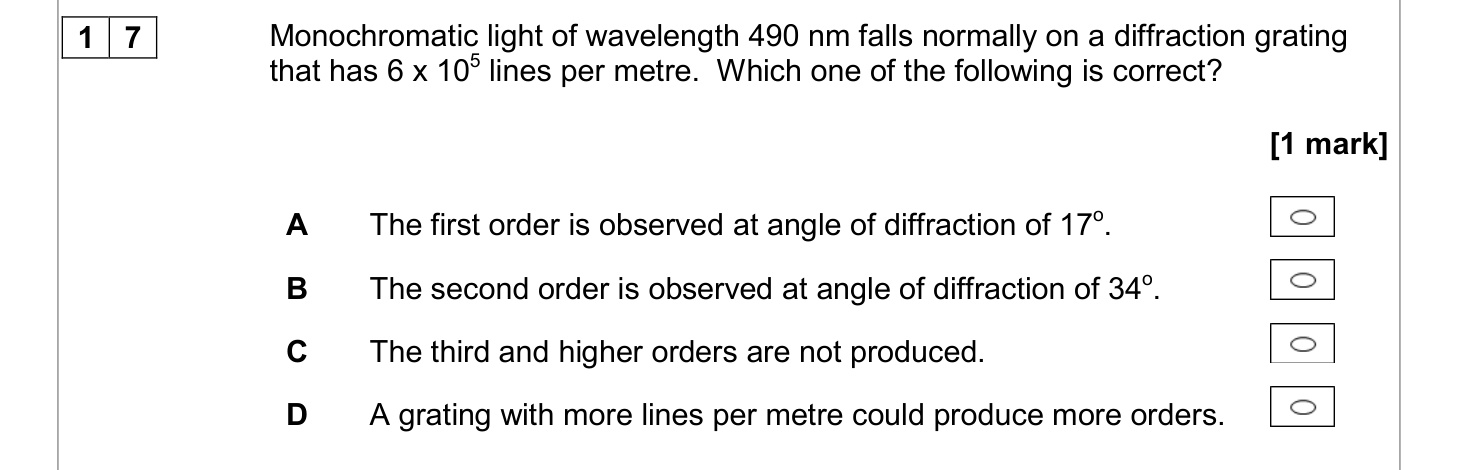 1 7
Monochromatic light of wavelength 490 nm falls normally on a diffraction grating
that has 6 x 10⁵ lines per metre. Which one of the following is correct?
[1 mark]
A The first order is observed at angle of diffraction of 17º.
B The second order is observed at angle of diffraction of 34º.
C The third and higher orders are not produced.
D A grating with more lines per metre could produce more orders.